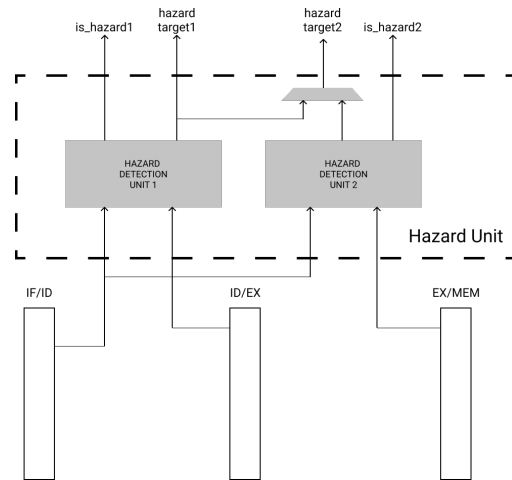 hazard
hazard
is_hazard1
target1
target2
is_hazard2
HAZARD
DETECTION
UNIT 1
HAZARD
DETECTION
UNIT 2
Hazard Unit
IF/ID
ID/EX
EX/MEM